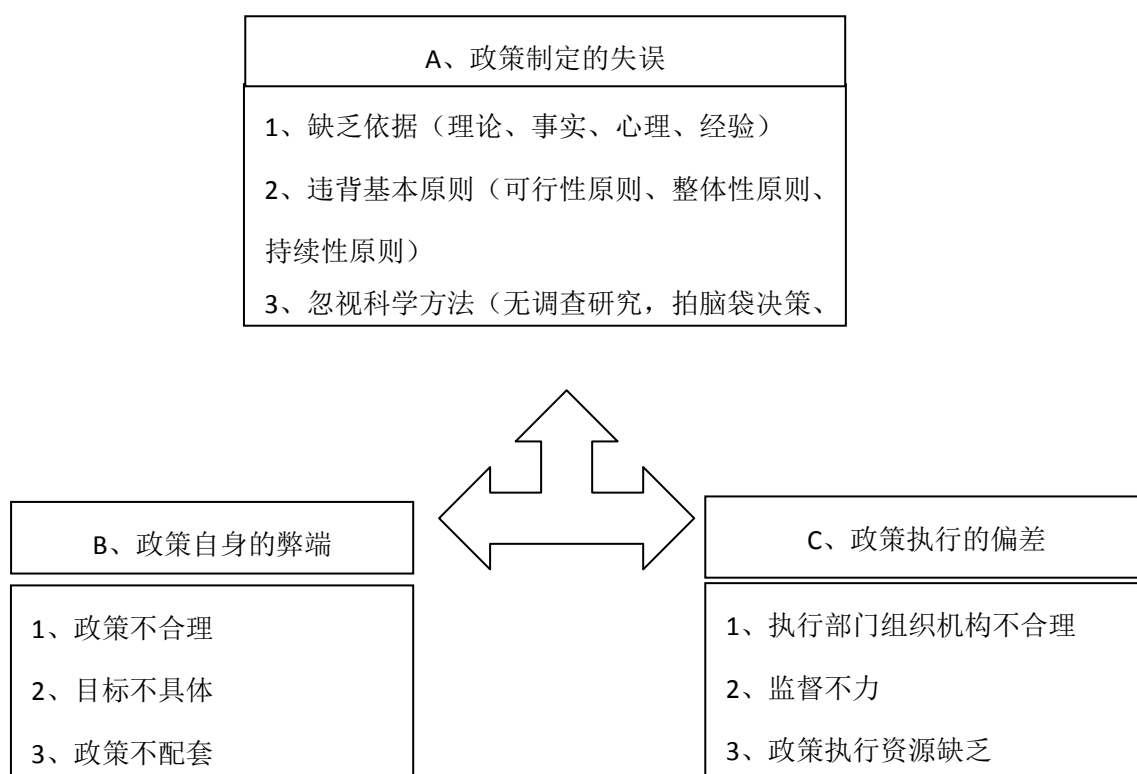 A、政策制定的失误
1、缺乏依据（理论、事实、心理、经验）
2、违背基本原则（可行性原则、整体性原则、
持续性原则）
3、忽视科学方法（无调查研究，拍脑袋决策、
B、政策自身的弊端
1、政策不合理
2、目标不具体
3、政策不配套
C、政策执行的偏差
1、执行部门组织机构不合理
2、监督不力
3、政策执行资源缺乏